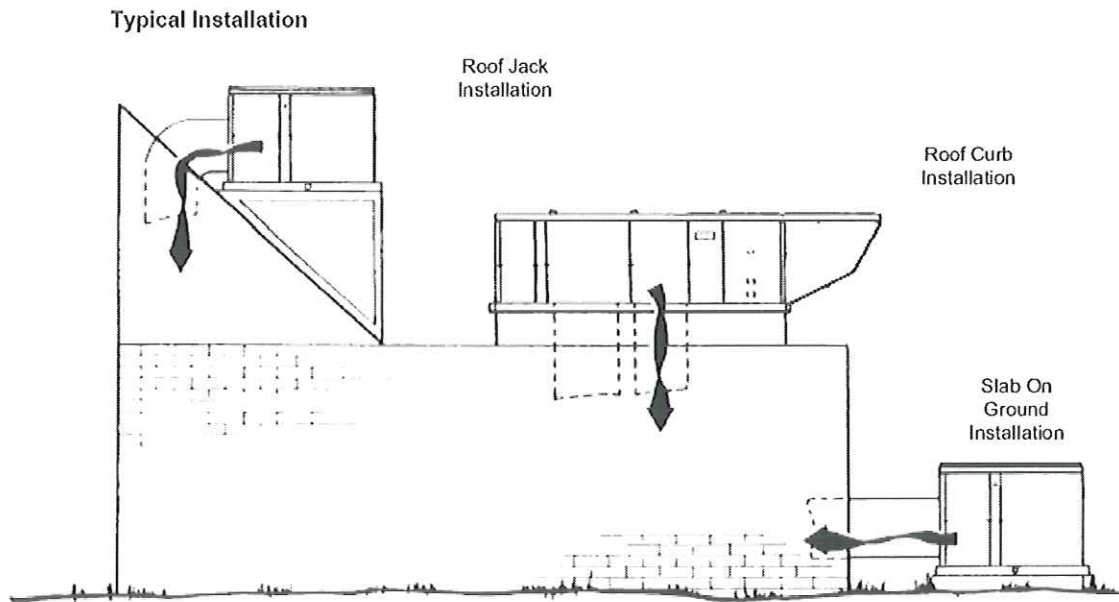 Typical Installation
Roof Jack
Installation
Roof Curb
Installation
Slab On
Ground
Installation